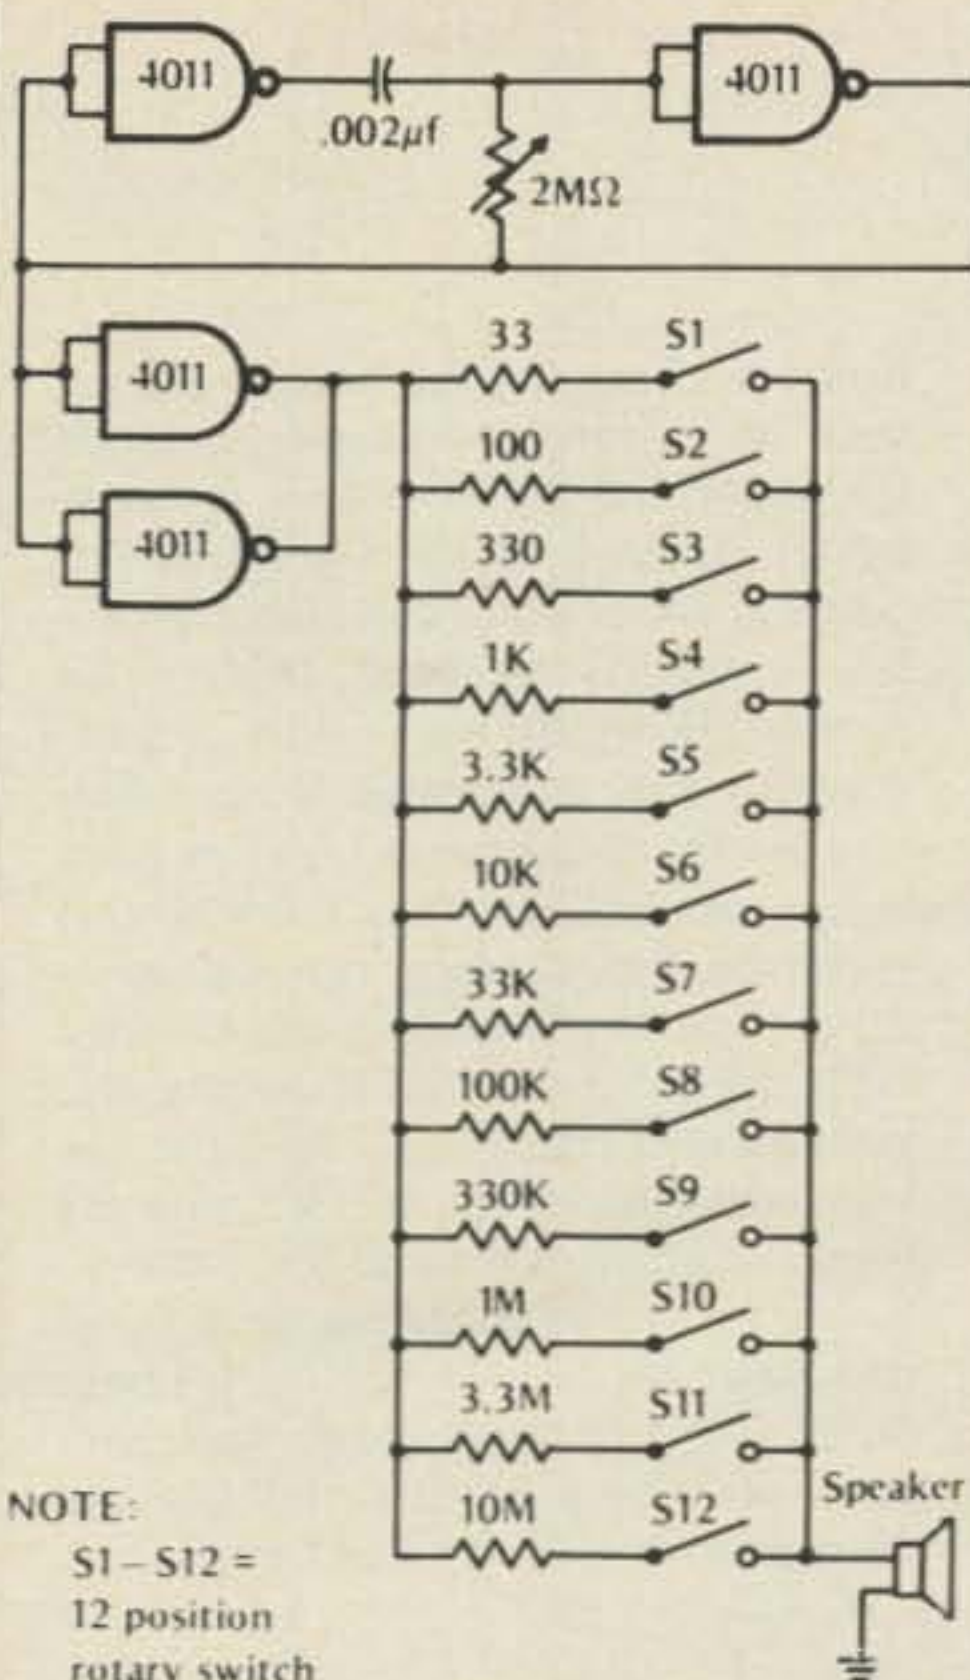 4011
4011
.002µf
2MΩ
4011
4011
33
S1
100
S2
330
S3
1K
S4
3.3K
S5
10K
S6
33K
S7
100K
S8
330K
S9
1M
S10
3.3M
S11
10M
S12
Speaker
NOTE:
S1 – S12 =
12 position
rotary switch